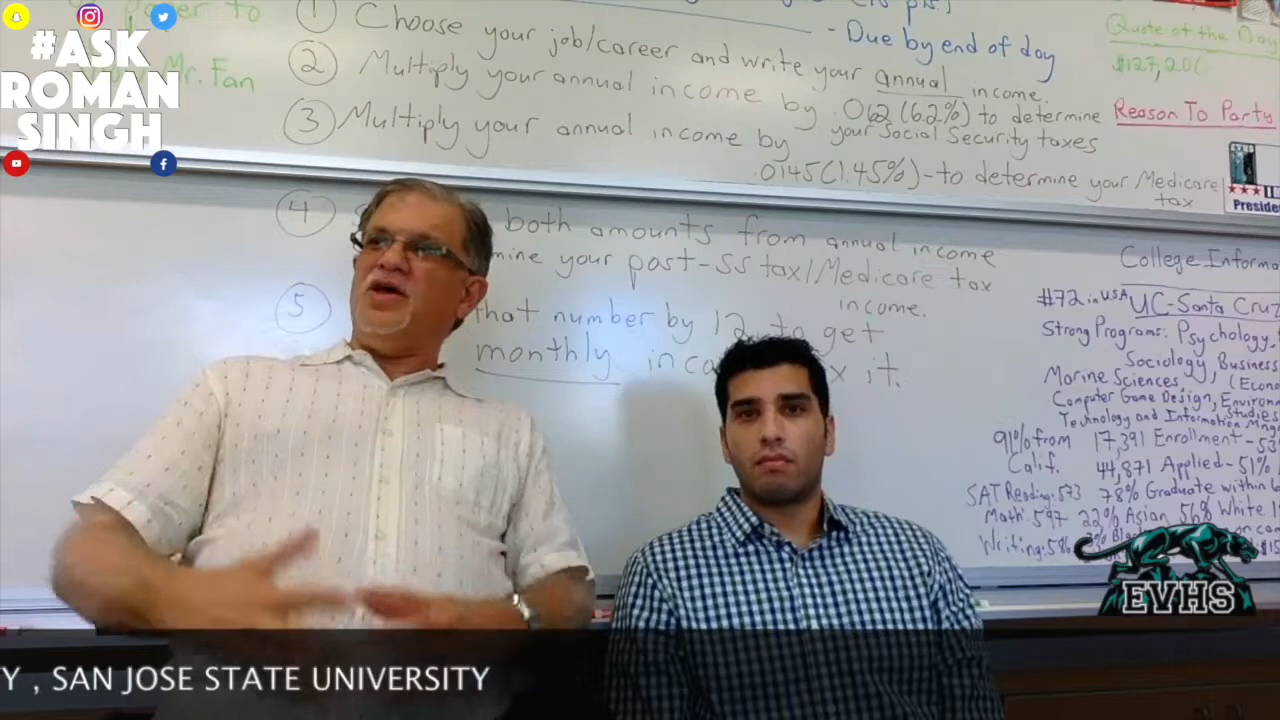 #ASK
ROMAN
SINGH
Mr. Fan
- Due by end of day
1 Choose your job/career and write your annual income.
2 Multiply your annual income by .062 (6.2%) to determine
your Social Security taxes
3 Multiply your annual income by
.0145 (1.45%) - to determine your Medicare
tax
4 both amounts from annual income
your post-SS tax/Medicare tax
income.
5 that number by 12 to get
monthly it.
Quote of the Day
$127,200
Reason To Party
EVHS
College
#72 in USA UC-Santa Cruz
Strong Programs: Psychology,
Sociology, Business
Marine Sciences,
Computer Game Design,
Studies
Technology and Information
91% from 17,391 Enrollment -
Calif. 44,871 Applied - 51%
SAT Reading: 573 78% Graduate within
Math: 597 22% Asian 56% White
Writing:
EVHS
Y , SAN JOSE STATE UNIVERSITY